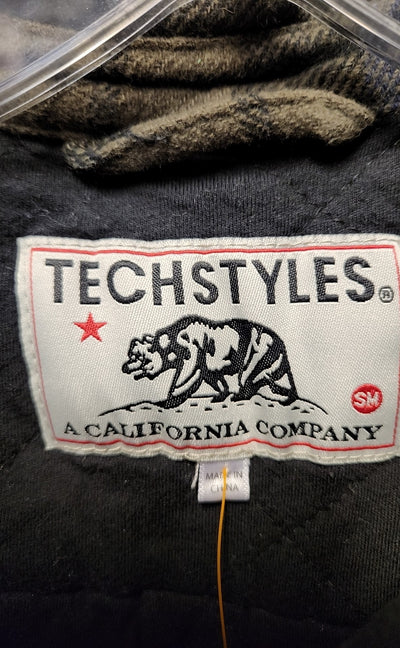 TECHSTYLES®
SM
A CALIFORNIA COMPANY
MADE IN
CHINA